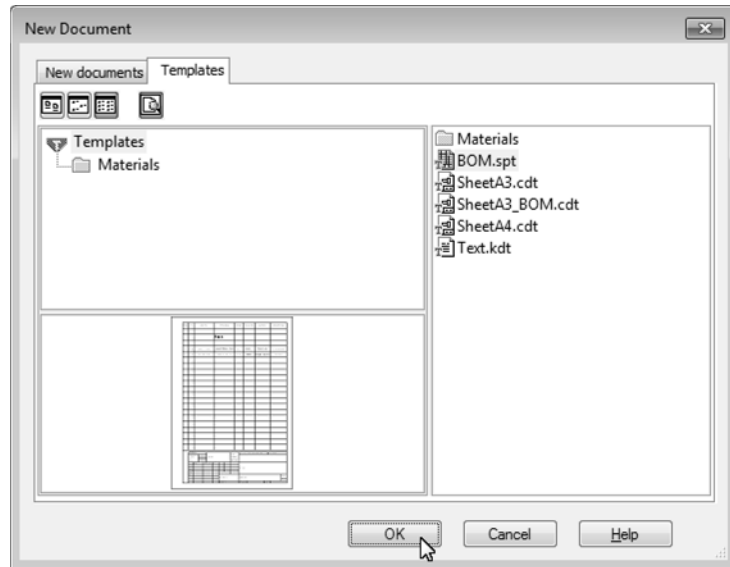 New Document
New documents
Templates
Templates
Materials
Materials
BOM.spt
SheetA3.cdt
SheetA3_BOM.cdt
SheetA4.cdt
Text.kdt
OK
Cancel
Help